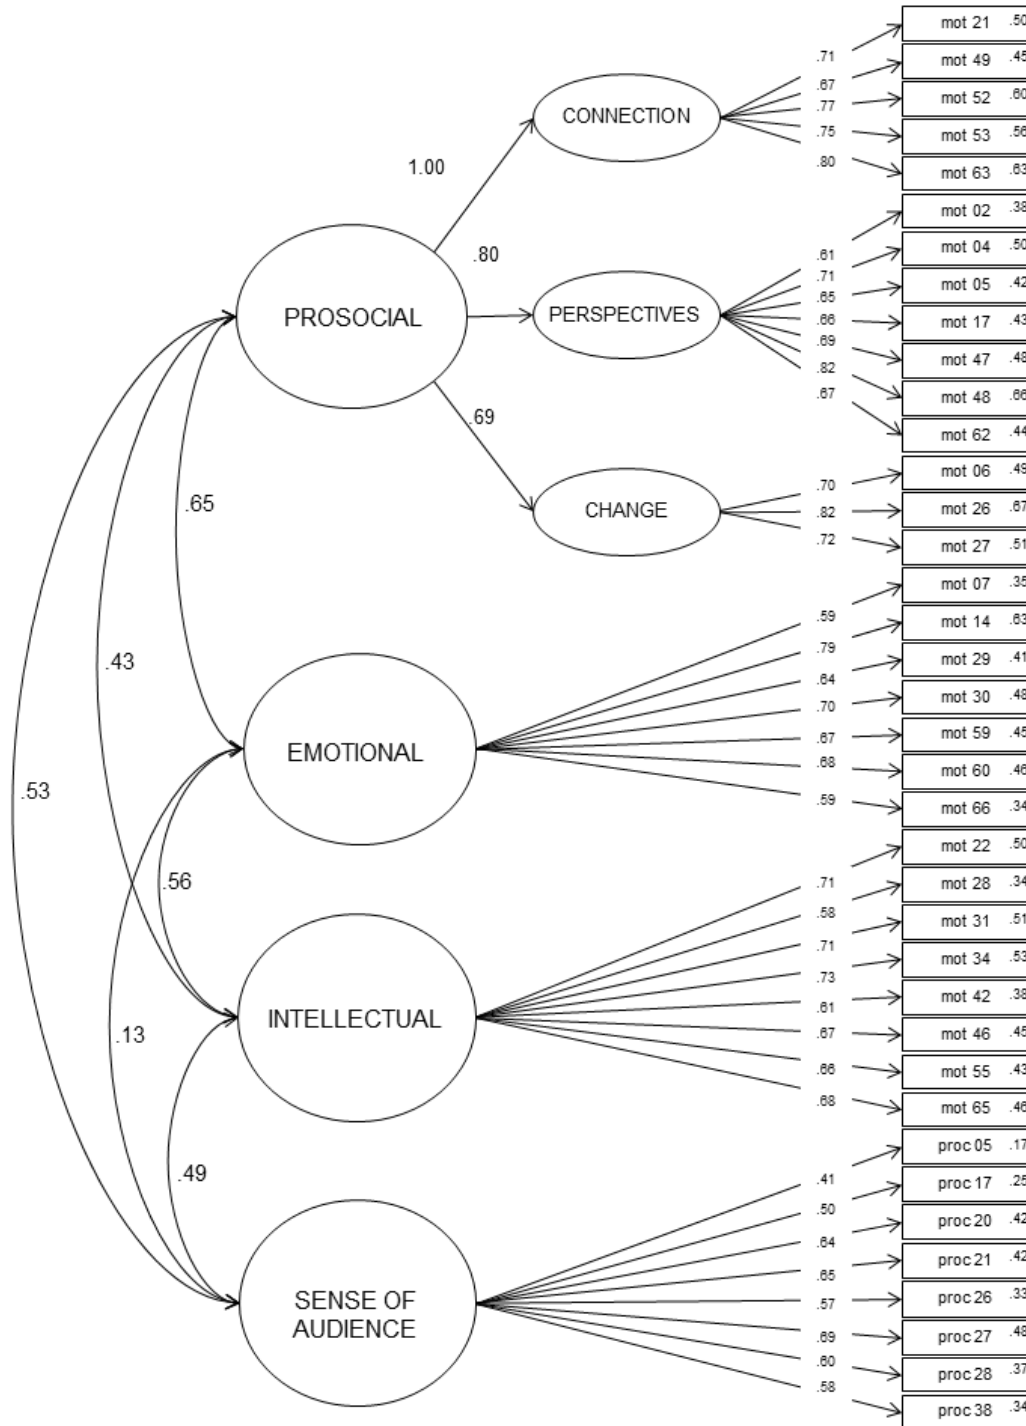 mot 21 .50
.71
mot 49 .45
.67
mot 52 .60
.77
CONNECTION
mot 53 .56
.75
mot 63 .63
.80
1.00
mot 02 .38
.61
mot 04 .50
.80
.71
mot 05 .42
.65
PROSOCIAL
PERSPECTIVES
mot 17 .43
.66
mot 47 .48
.69
mot 48 .66
.82
mot 62 .44
.67
.69
mot 06 .49
.70
mot 26 .67
.82
CHANGE
.65
mot 27 .51
.72
mot 07 .35
.59
mot 14 .63
.79
.43
mot 29 .41
.64
mot 30 .48
.70
mot 59 .45
.67
EMOTIONAL
mot 60 .46
.68
.53
mot 66 .34
.59
mot 22 .50
.71
.56
mot 28 .34
.58
mot 31 .51
.71
mot 34 .53
.73
mot 42 .38
.61
INTELLECTUAL
mot 46 .45
.67
.13
mot 55 .43
.66
mot 65 .46
.68
proc 05 .17
.41
.49
proc 17 .25
.50
proc 20 .42
.64
proc 21 .42
.65
proc 26 .33
.57
SENSE OF
AUDIENCE
proc 27 .48
.69
proc 28 .37
.60
proc 38 .34
.58